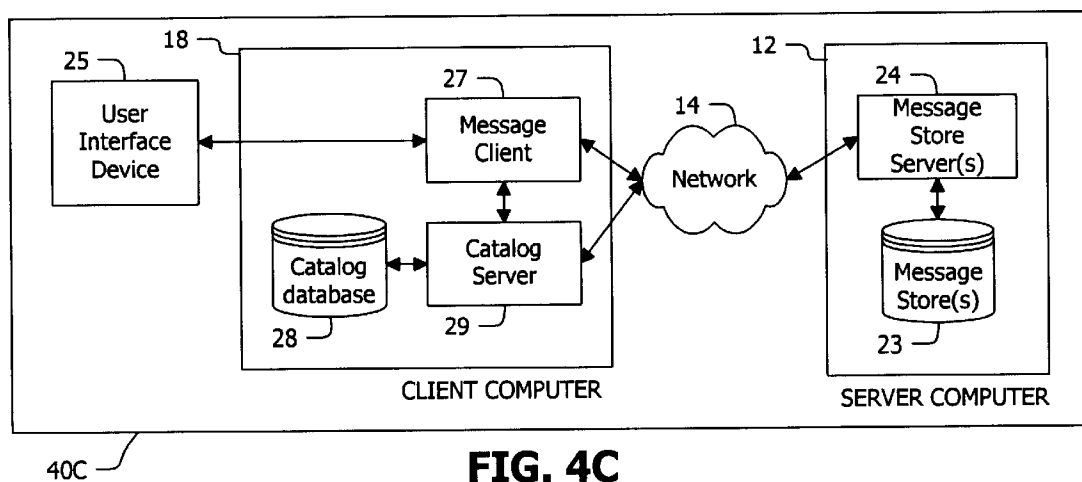 18
12
25
27
14
24
User
Interface
Device
Message
Client
Network
Message
Store
Server(s)
Catalog
database
Catalog
Server
Message
Store(s)
28
29
23
CLIENT COMPUTER
SERVER COMPUTER
40C
FIG. 4C